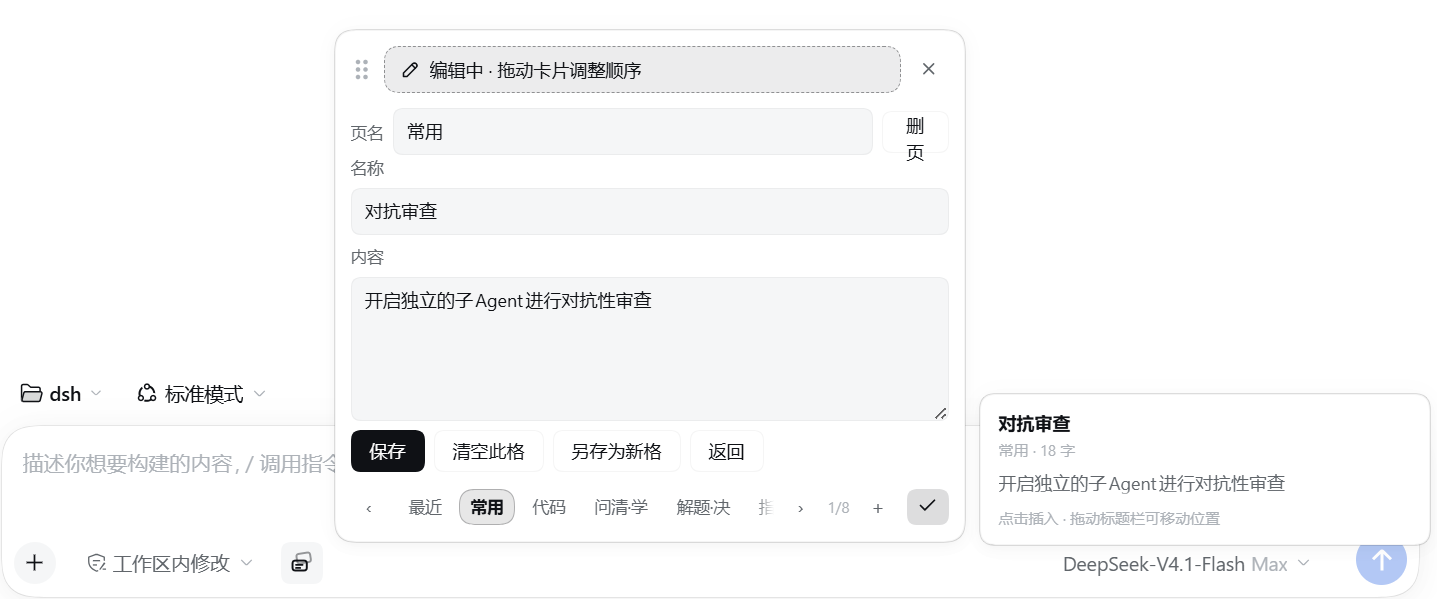 编辑中 · 拖动卡片调整顺序
页名
常用
删页
名称
对抗审查
内容
开启独立的子Agent进行对抗性审查
dsh
标准模式
描述你想要构建的内容, / 调用指令
保存
清空此格
另存为新格
返回
最近
常用
代码
问清·学
解题·决
1/8
对抗审查
常用 · 18 字
开启独立的子Agent进行对抗性审查
点击插入 · 拖动标题栏可移动位置
工作区内修改
DeepSeek-V4.1-Flash Max